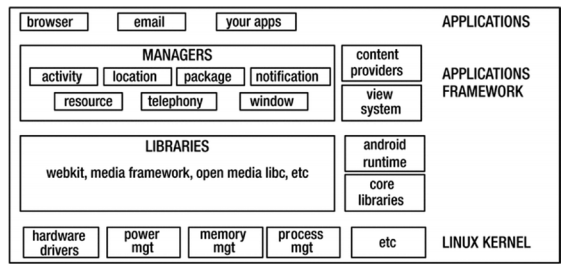 browser email your apps APPLICATIONS
MANAGERS
activity location package notification
resource telephony window
content
providers
view
system
APPLICATIONS
FRAMEWORK
LIBRARIES
webkit, media framework, open media libc, etc
android
runtime
core
libraries
hardware
drivers
power
mgt
memory
mgt
process
mgt
etc
LINUX KERNEL